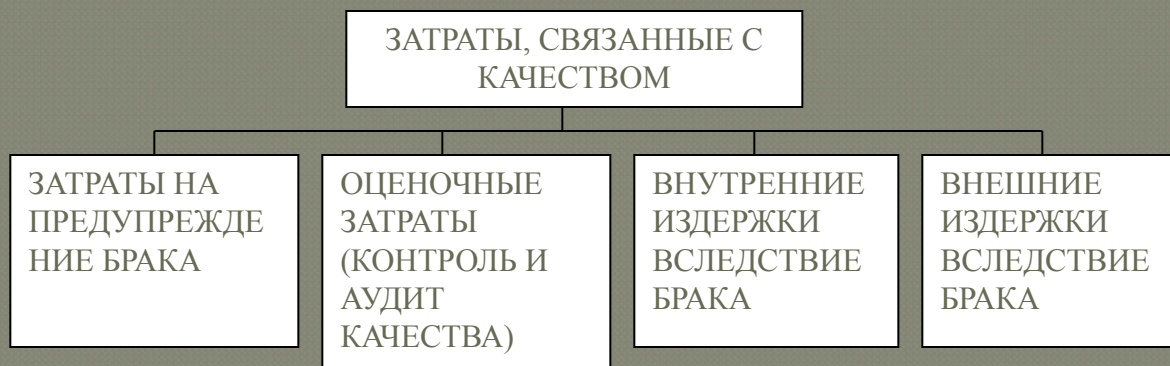 ЗАТРАТЫ, СВЯЗАННЫЕ С
КАЧЕСТВОМ
ЗАТРАТЫ НА
ПРЕДУПРЕЖДЕ
НИЕ БРАКА
ОЦЕНОЧНЫЕ
ЗАТРАТЫ
(КОНТРОЛЬ И
АУДИТ
КАЧЕСТВА)
ВНУТРЕННИЕ
ИЗДЕРЖКИ
ВСЛЕДСТВИЕ
БРАКА
ВНЕШНИЕ
ИЗДЕРЖКИ
ВСЛЕДСТВИЕ
БРАКА